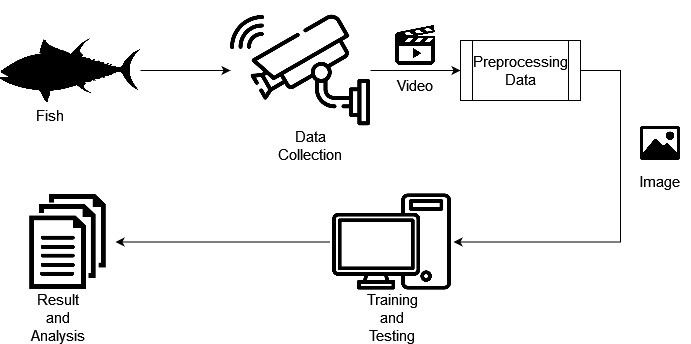 Fish
Data
Collection
Video
Preprocessing
Data
Image
Training
and
Testing
Result
and
Analysis